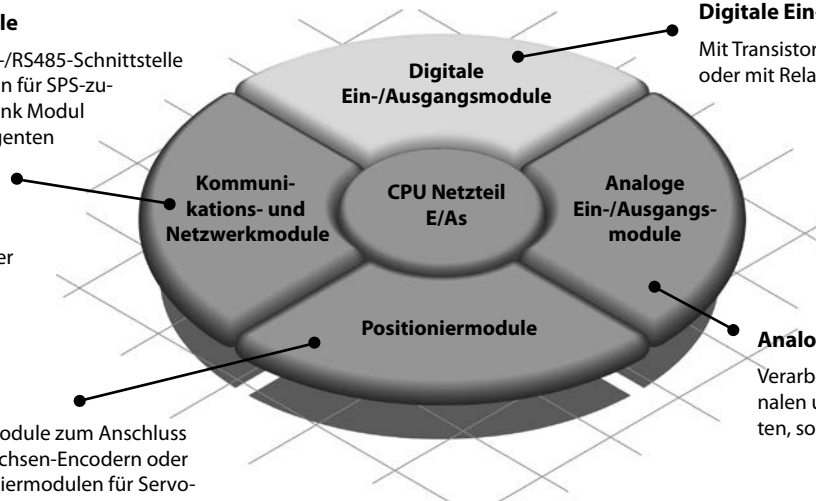 le
-/RS485-Schnittstelle
n für SPS-zu-
nk Modul
genten
er
odule zum Anschluss
chsen-Encodern oder
iermodulen für Servo-
Digitale
Ein-/Ausgangsmodule
Kommuni-
kations- und
Netzwerkmodule
CPU Netzteil
E/As
Analoge
Ein-/Ausgangs-
module
Positioniermodule
Digitale Ein-
Mit Transistor
oder mit Rela
Analo
Verarb
nalen u
ten, so